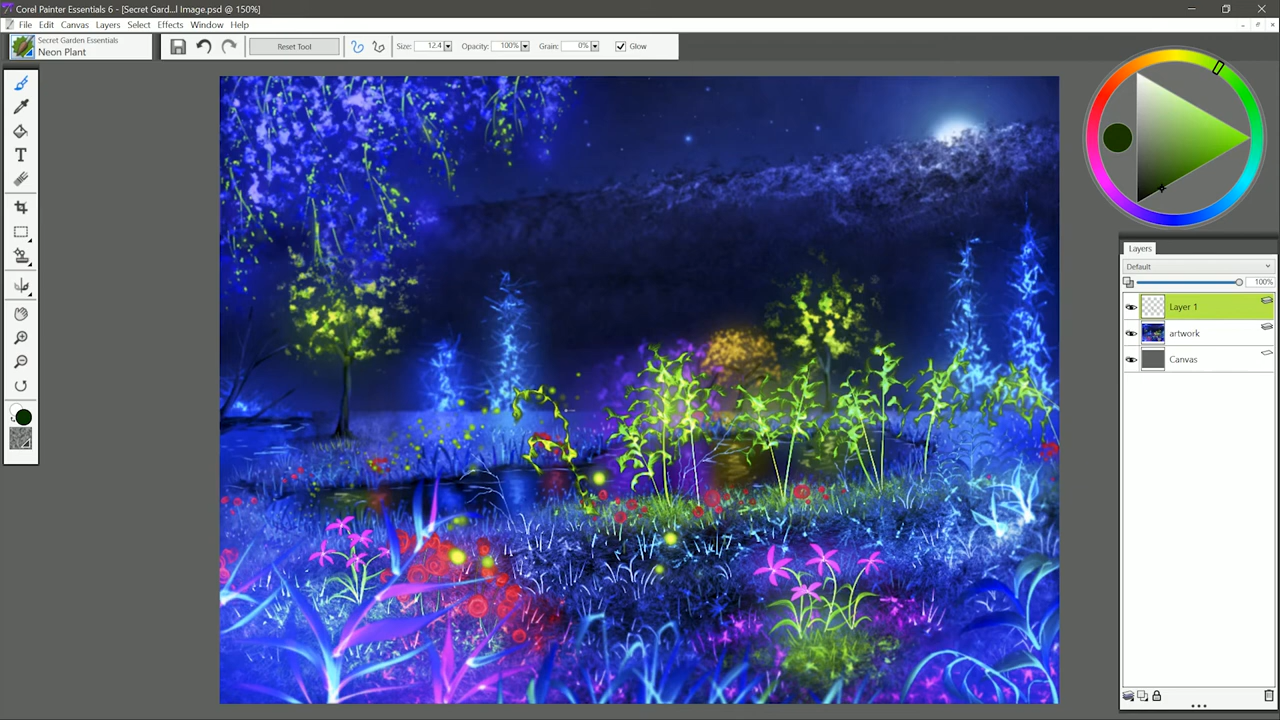 Corel Painter Essentials 6 - [Secret Gard...l Image.psd @ 150%]
File Edit Canvas Layers Select Effects Window Help
Secret Garden Essentials
Neon Plant
Reset Tool Size: 12.4 Opacity: 100% Grain: 0% Glow
T
Layers
Default
100%
Layer 1
artwork
Canvas